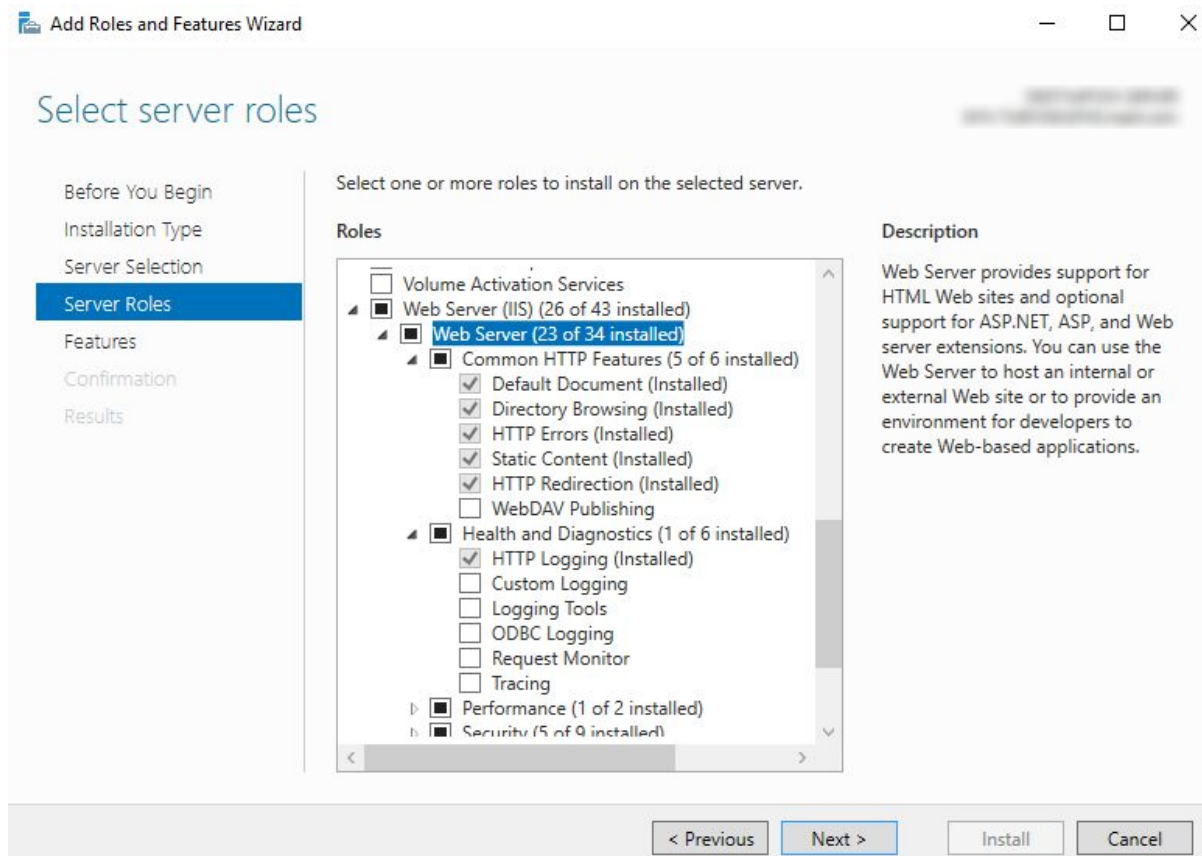 Add Roles and Features Wizard
Select server roles
Before You Begin
Installation Type
Server Selection
Server Roles
Features
Confirmation
Results
Select one or more roles to install on the selected server.
Roles
Volume Activation Services
Web Server (IIS) (26 of 43 installed)
Web Server (23 of 34 installed)
Common HTTP Features (5 of 6 installed)
Default Document (Installed)
Directory Browsing (Installed)
HTTP Errors (Installed)
Static Content (Installed)
HTTP Redirection (Installed)
WebDAV Publishing
Health and Diagnostics (1 of 6 installed)
HTTP Logging (Installed)
Custom Logging
Logging Tools
ODBC Logging
Request Monitor
Tracing
Performance (1 of 2 installed)
Security (5 of 9 installed)
Description
Web Server provides support for
HTML Web sites and optional
support for ASP.NET, ASP, and Web
server extensions. You can use the
Web Server to host an internal or
external Web site or to provide an
environment for developers to
create Web-based applications.
< Previous
Next >
Install
Cancel